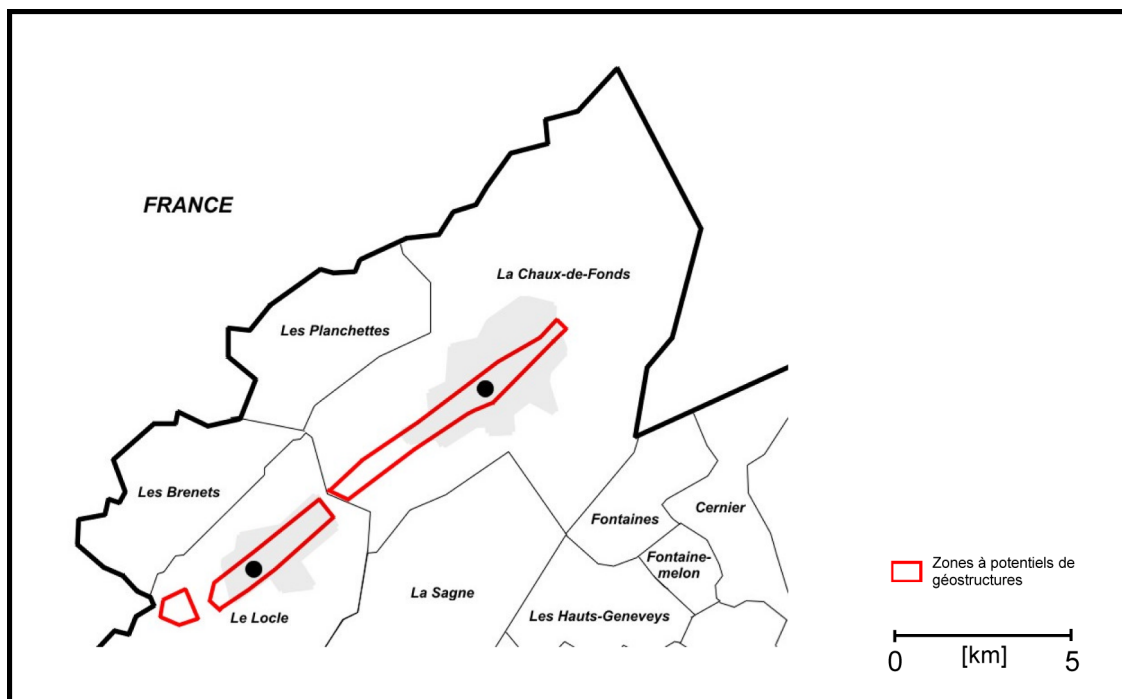 FRANCE
La Chaux-de-Fonds
Les Planchettes
Les Brenets
Fontaines
Cernier
Fontaine-
melon
La Sagne
Le Locle
Les Hauts-Geneveys
Zones à potentiels de
géostructures
0 [km] 5